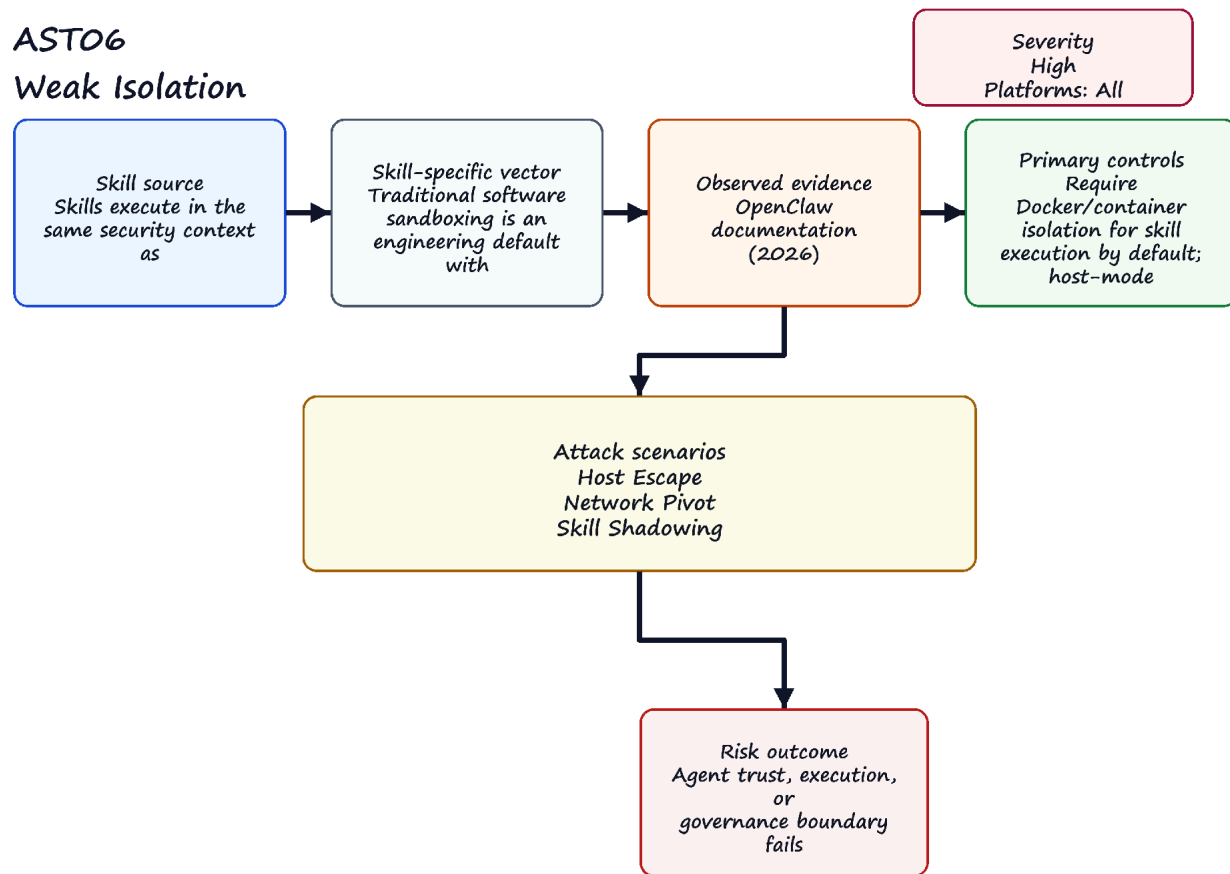 AST06
Weak Isolation
Severity
High
Platforms: All
Skill source
Skills execute in the
same security context
as
Skill-specific vector
Traditional software
sandboxing is an
engineering default
with
Observed evidence
OpenClaw
documentation
(2026)
Primary controls
Require
Docker/container
isolation for skill
execution by default;
host-mode
Attack scenarios
Host Escape
Network Pivot
Skill Shadowing
Risk outcome
Agent trust, execution,
or
governance boundary
fails